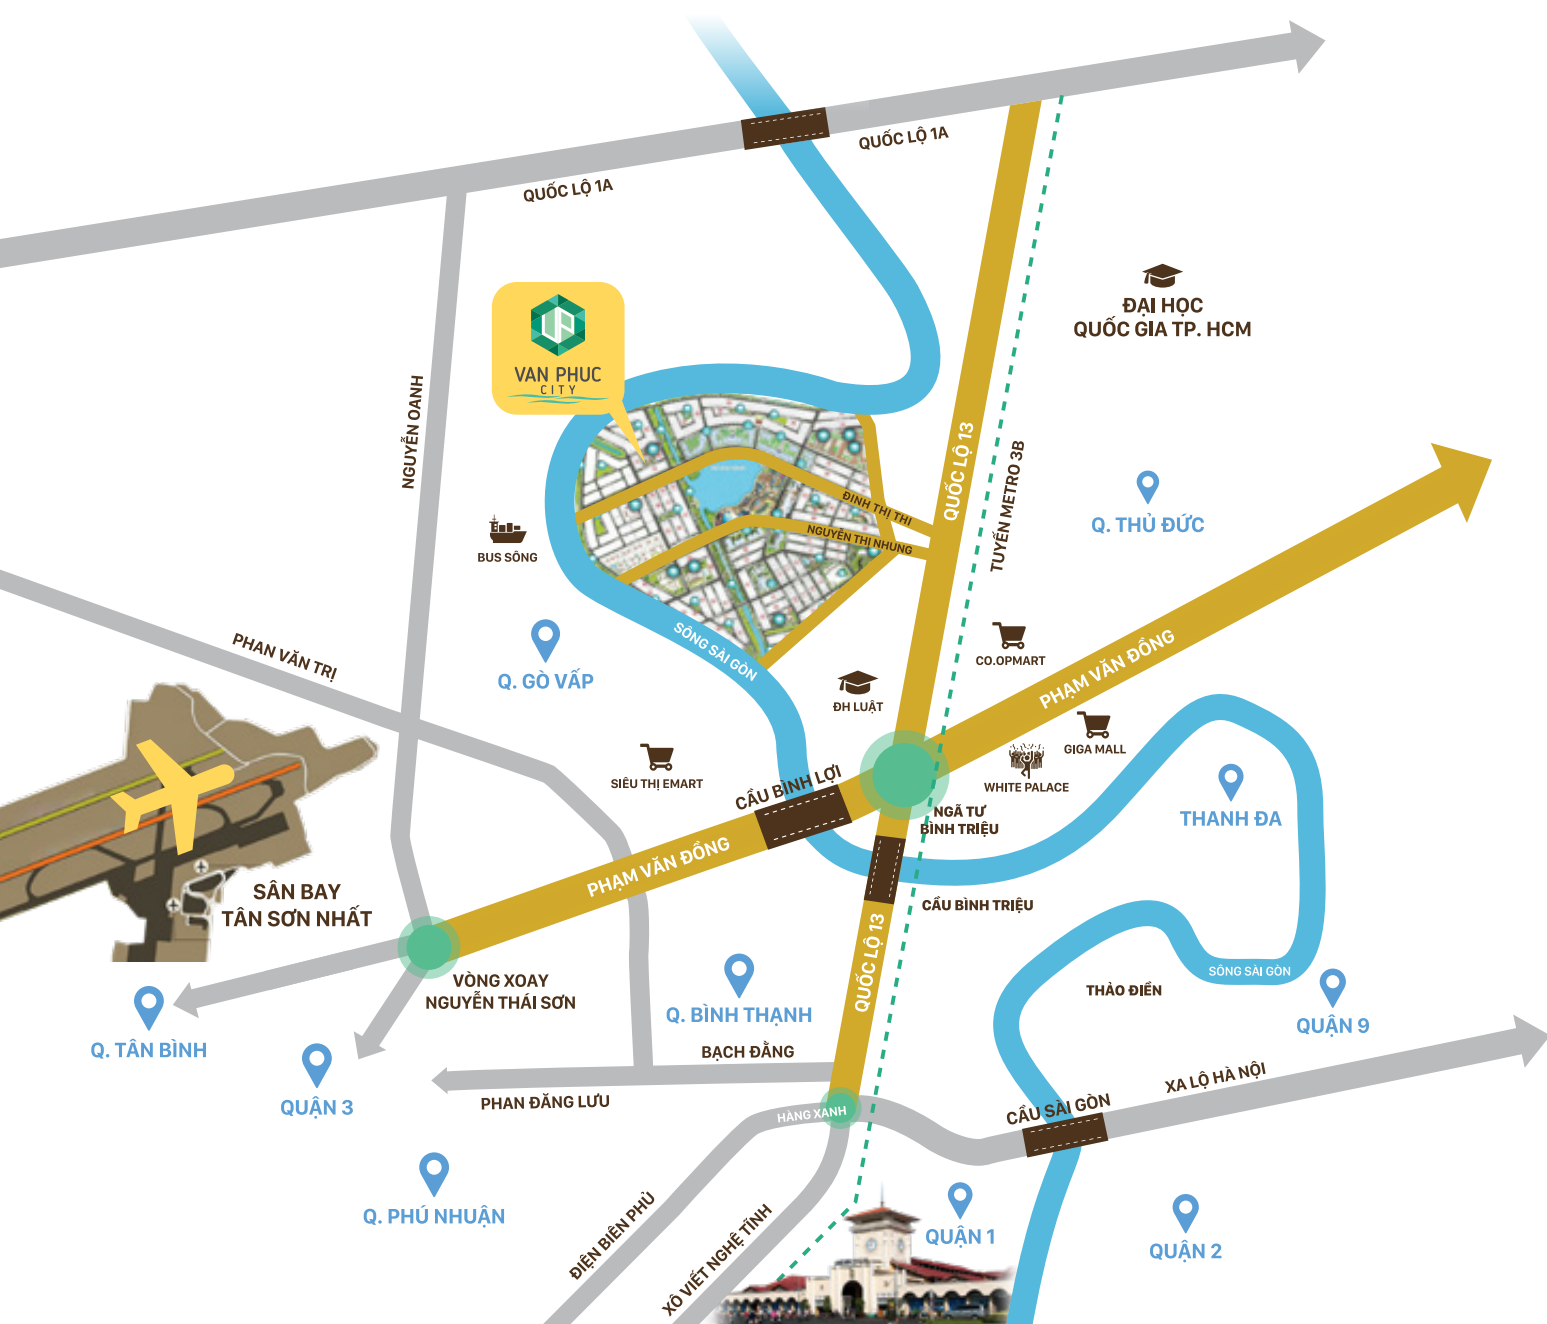 QUỐC LỘ 1A
QUỐC LỘ 1A
ĐẠI HỌC
QUỐC GIA TP. HCM
VAN PHUC
CITY
NGUYỄN OANH
QUỐC LỘ 13
TUYẾN METRO 3B
ĐINH THỊ THI
NGUYỄN THỊ NHUNG
Q. THỦ ĐỨC
BUS SÔNG
SÔNG SÀI GÒN
PHAN VĂN TRỊ
Q. GÒ VẤP
CO.OPMART
PHẠM VĂN ĐỒNG
ĐH LUẬT
GIGA MALL
SIÊU THỊ EMART
CẦU BÌNH LỢI
WHITE PALACE
NGÃ TƯ
BÌNH TRIỆU
THANH ĐA
PHẠM VĂN ĐỒNG
SÂN BAY
TÂN SƠN NHẤT
CẦU BÌNH TRIỆU
QUỐC LỘ 13
SÔNG SÀI GÒN
VÒNG XOAY
NGUYỄN THÁI SƠN
THẢO ĐIỀN
Q. BÌNH THẠNH
QUẬN 9
Q. TÂN BÌNH
BẠCH ĐẰNG
XA LỘ HÀ NỘI
QUẬN 3
PHAN ĐĂNG LƯU
HÀNG XANH
CẦU SÀI GÒN
Q. PHÚ NHUẬN
ĐIỆN BIÊN PHỦ
XÔ VIẾT NGHỆ TĨNH
QUẬN 1
QUẬN 2